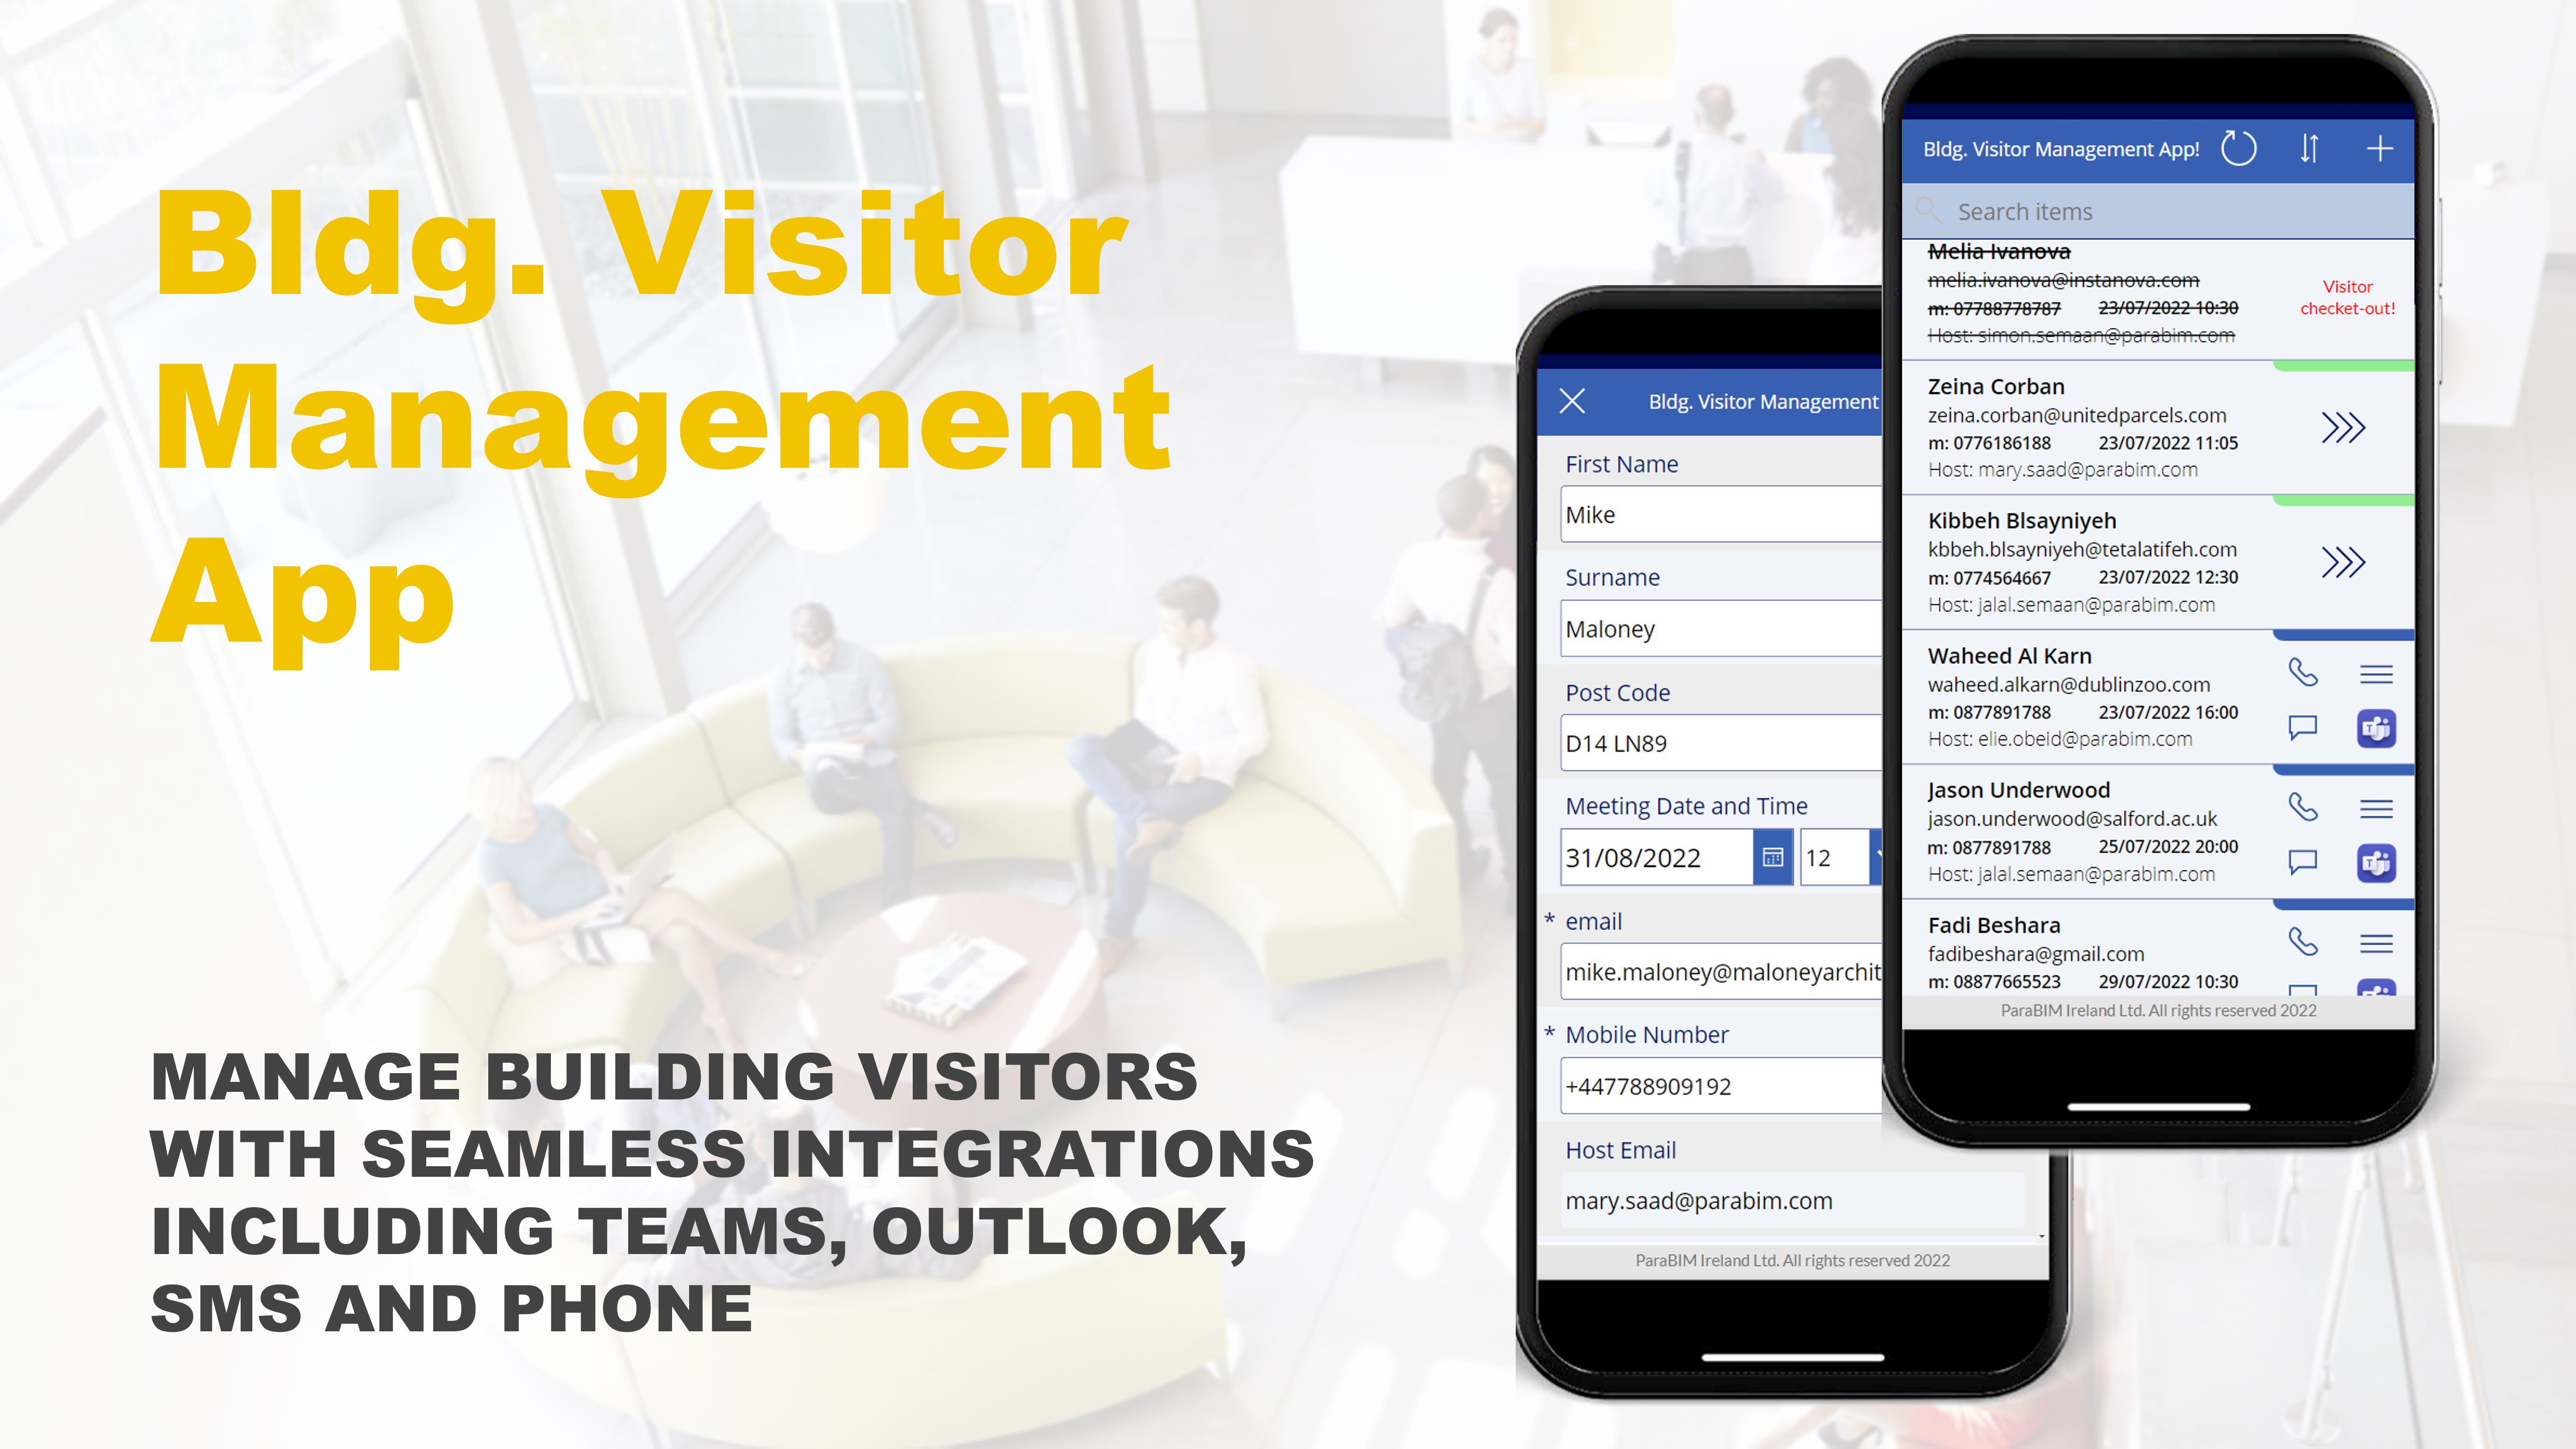 Bldg. Visitor
Management
App
MANAGE BUILDING VISITORS
WITH SEAMLESS INTEGRATIONS
INCLUDING TEAMS, OUTLOOK,
SMS AND PHONE
Bldg. Visitor Management
First Name
Mike
Surname
Maloney
Post Code
D14 LN89
Meeting Date and Time
31/08/2022 12
* email
mike.maloney@maloneyarchit
* Mobile Number
+447788909192
Host Email
mary.saad@parabim.com
ParaBIM Ireland Ltd. All rights reserved 2022
Bldg. Visitor Management App!
Search items
Melia Ivanova
melia.ivanova@instanova.com
m: 07788778787 23/07/2022 10:30
Host: simon.semaan@parabim.com
Visitor
checket-out!
Zeina Corban
zeina.corban@unitedparcels.com
m: 0776186188 23/07/2022 11:05
Host: mary.saad@parabim.com
Kibbeh Blsayniyeh
kbbeh.blsayniyeh@tetalatifeh.com
m: 0774564667 23/07/2022 12:30
Host: jalal.semaan@parabim.com
Waheed Al Karn
waheed.alkarn@dublinzoo.com
m: 0877891788 23/07/2022 16:00
Host: elie.obeid@parabim.com
Jason Underwood
jason.underwood@salford.ac.uk
m: 0877891788 25/07/2022 20:00
Host: jalal.semaan@parabim.com
Fadi Beshara
fadibeshara@gmail.com
m: 08877665523 29/07/2022 10:30
ParaBIM Ireland Ltd. All rights reserved 2022